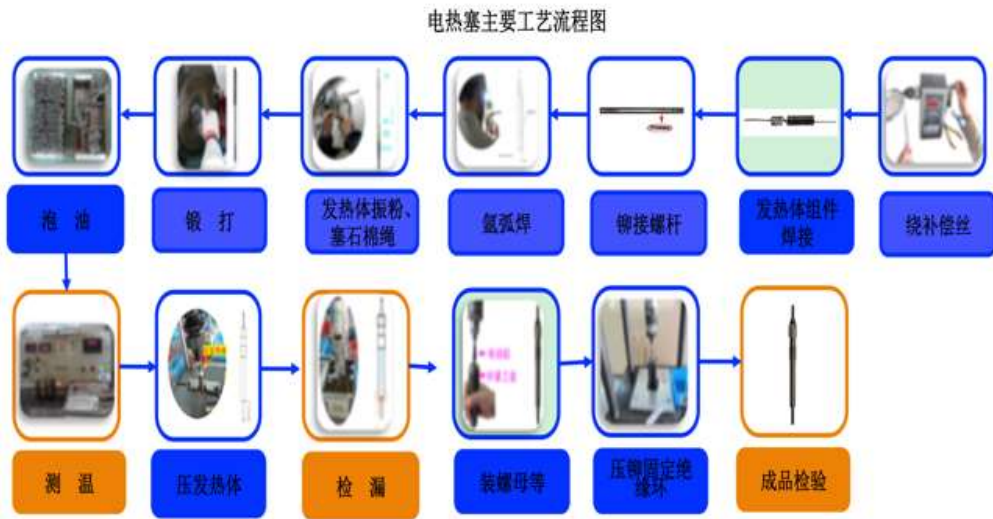 电热塞主要工艺流程图
泡 油
锻 打
发热体振粉、
塞石棉绳
氩弧焊
铆接螺杆
发热体组件
焊接
绕补偿丝
测 温
压发热体
检 漏
装螺母等
压铆固定绝
缘环
成品检验